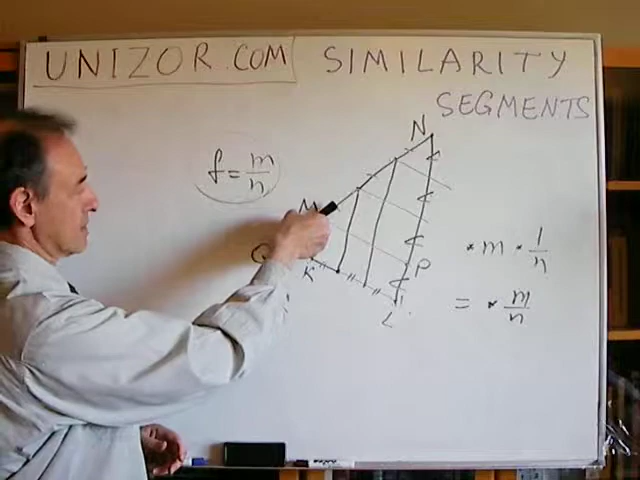 UNIZOR.COM
SIMILARITY
SEGMENTS
f = m/n
N
M
Q
K
P
L
* m * 1/n
= * m/n